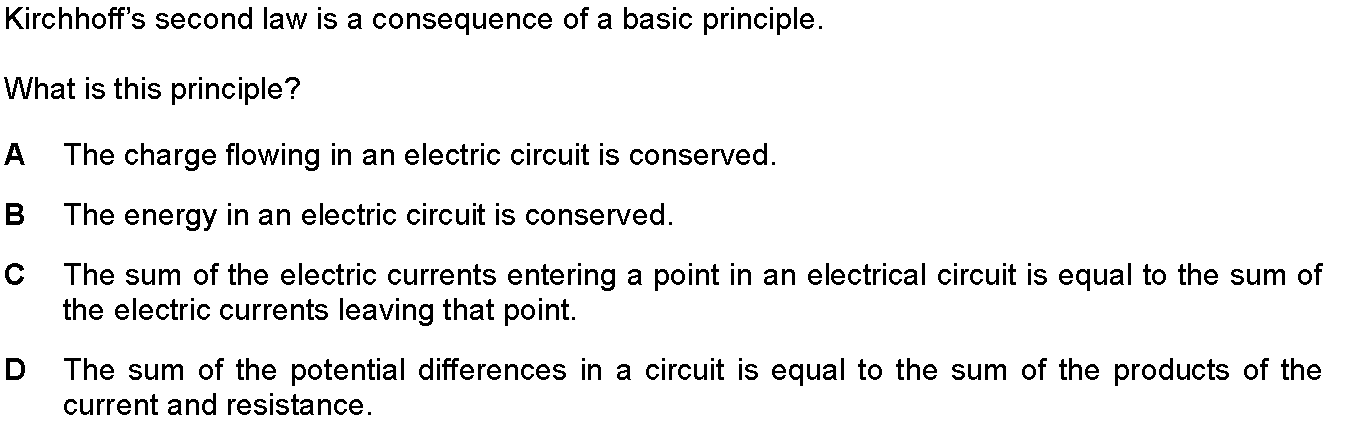 Kirchhoff's second law is a consequence of a basic principle.
What is this principle?
A The charge flowing in an electric circuit is conserved.
B The energy in an electric circuit is conserved.
C The sum of the electric currents entering a point in an electrical circuit is equal to the sum of
the electric currents leaving that point.
D The sum of the potential differences in a circuit is equal to the sum of the products of the
current and resistance.